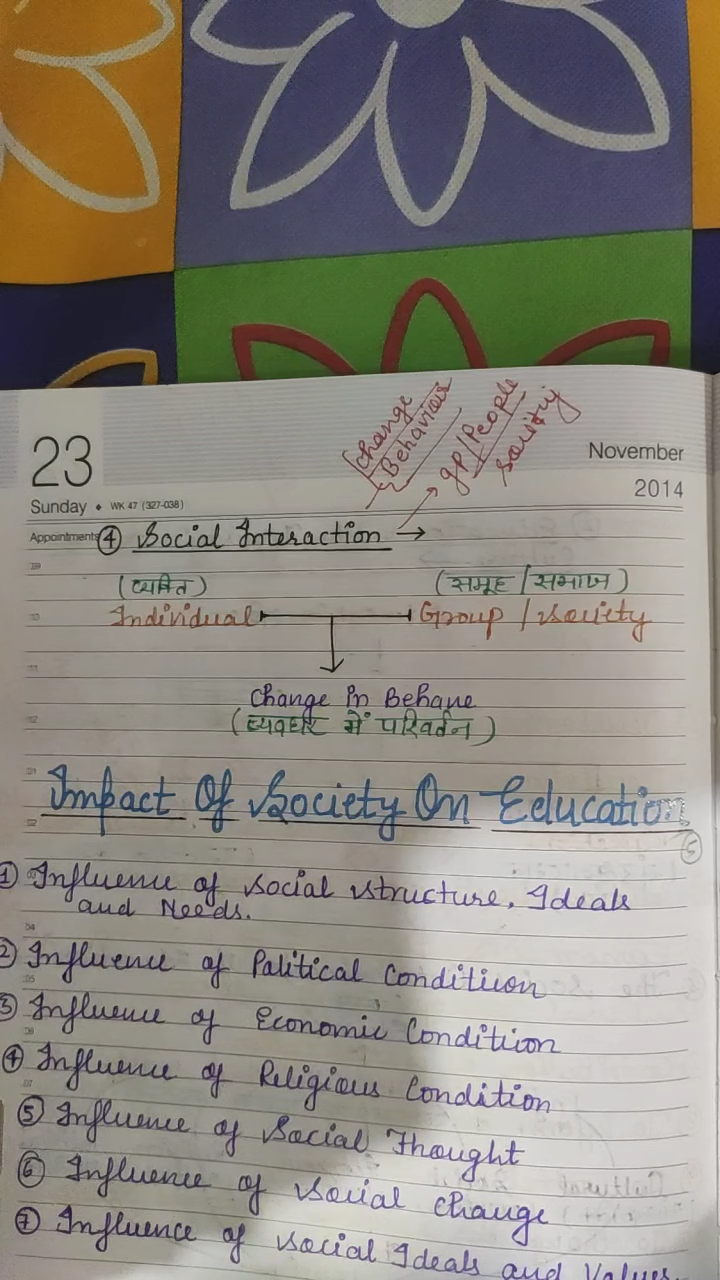 Change
Behaviour
gp/People
society
23
November
2014
Sunday • WK 47 (327-038)
Appointments
④ Social Interaction →
(व्यक्ति) (समूह/समाज)
Individual Group / Society
Change In Behave
(व्यवहार में परिवर्तन)
Impact Of Society On Education
5
① Influence of Social structure, Ideals
and Needs.
② Influence of Political Condition
③ Influence of Economic Condition
④ Influence of Religious Condition
⑤ Influence of Social Thought
⑥ Influence of Social change
⑦ Influence of Social Ideals and Values.